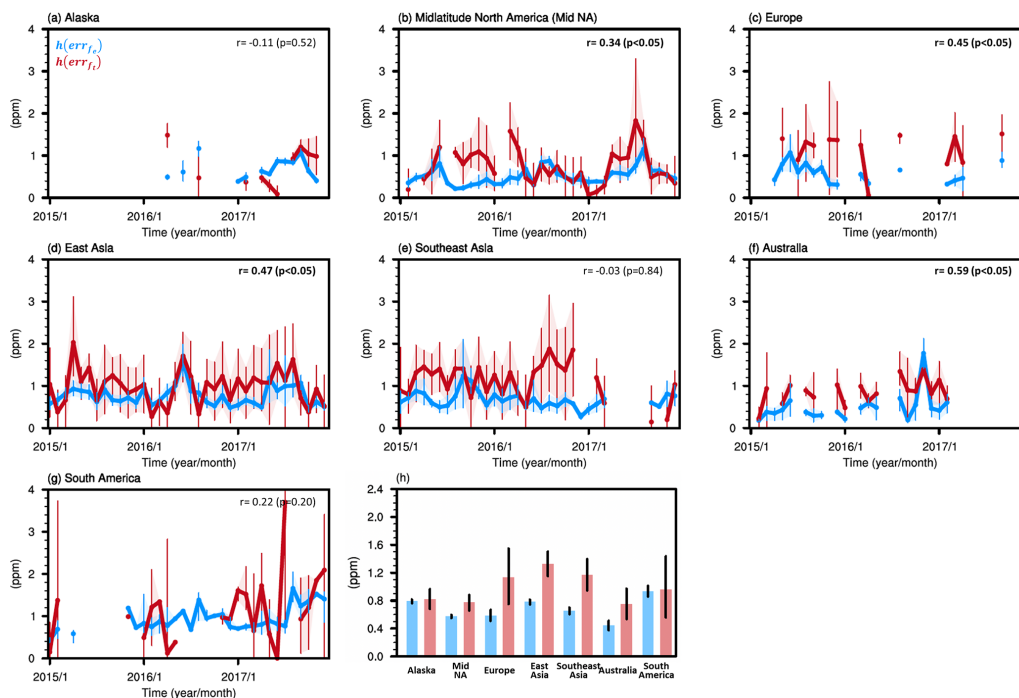 (a) Alaska
(b) Midlatitude North America (Mid NA)
(c) Europe
4
3
2
1
0
(ppm)
h(err_{f_e})
h(err_{f_t})
r= -0.11 (p=0.52)
2015/1
2016/1
2017/1
Time (year/month)
4
3
2
1
0
(ppm)
r= 0.34 (p<0.05)
2015/1
2016/1
2017/1
Time (year/month)
4
3
2
1
0
(ppm)
r= 0.45 (p<0.05)
2015/1
2016/1
2017/1
Time (year/month)
(d) East Asia
(e) Southeast Asia
(f) Australia
4
3
2
1
0
(ppm)
r= 0.47 (p<0.05)
2015/1
2016/1
2017/1
Time (year/month)
4
3
2
1
0
(ppm)
r= -0.03 (p=0.84)
2015/1
2016/1
2017/1
Time (year/month)
4
3
2
1
0
(ppm)
r= 0.59 (p<0.05)
2015/1
2016/1
2017/1
Time (year/month)
(g) South America
(h)
4
3
2
1
0
(ppm)
r= 0.22 (p=0.20)
2015/1
2016/1
2017/1
Time (year/month)
2.4
2.0
1.6
1.2
0.8
0.4
0.0
(ppm)
Alaska
Mid
NA
Europe
East
Asia
Southeast
Asia
Australia
South
America